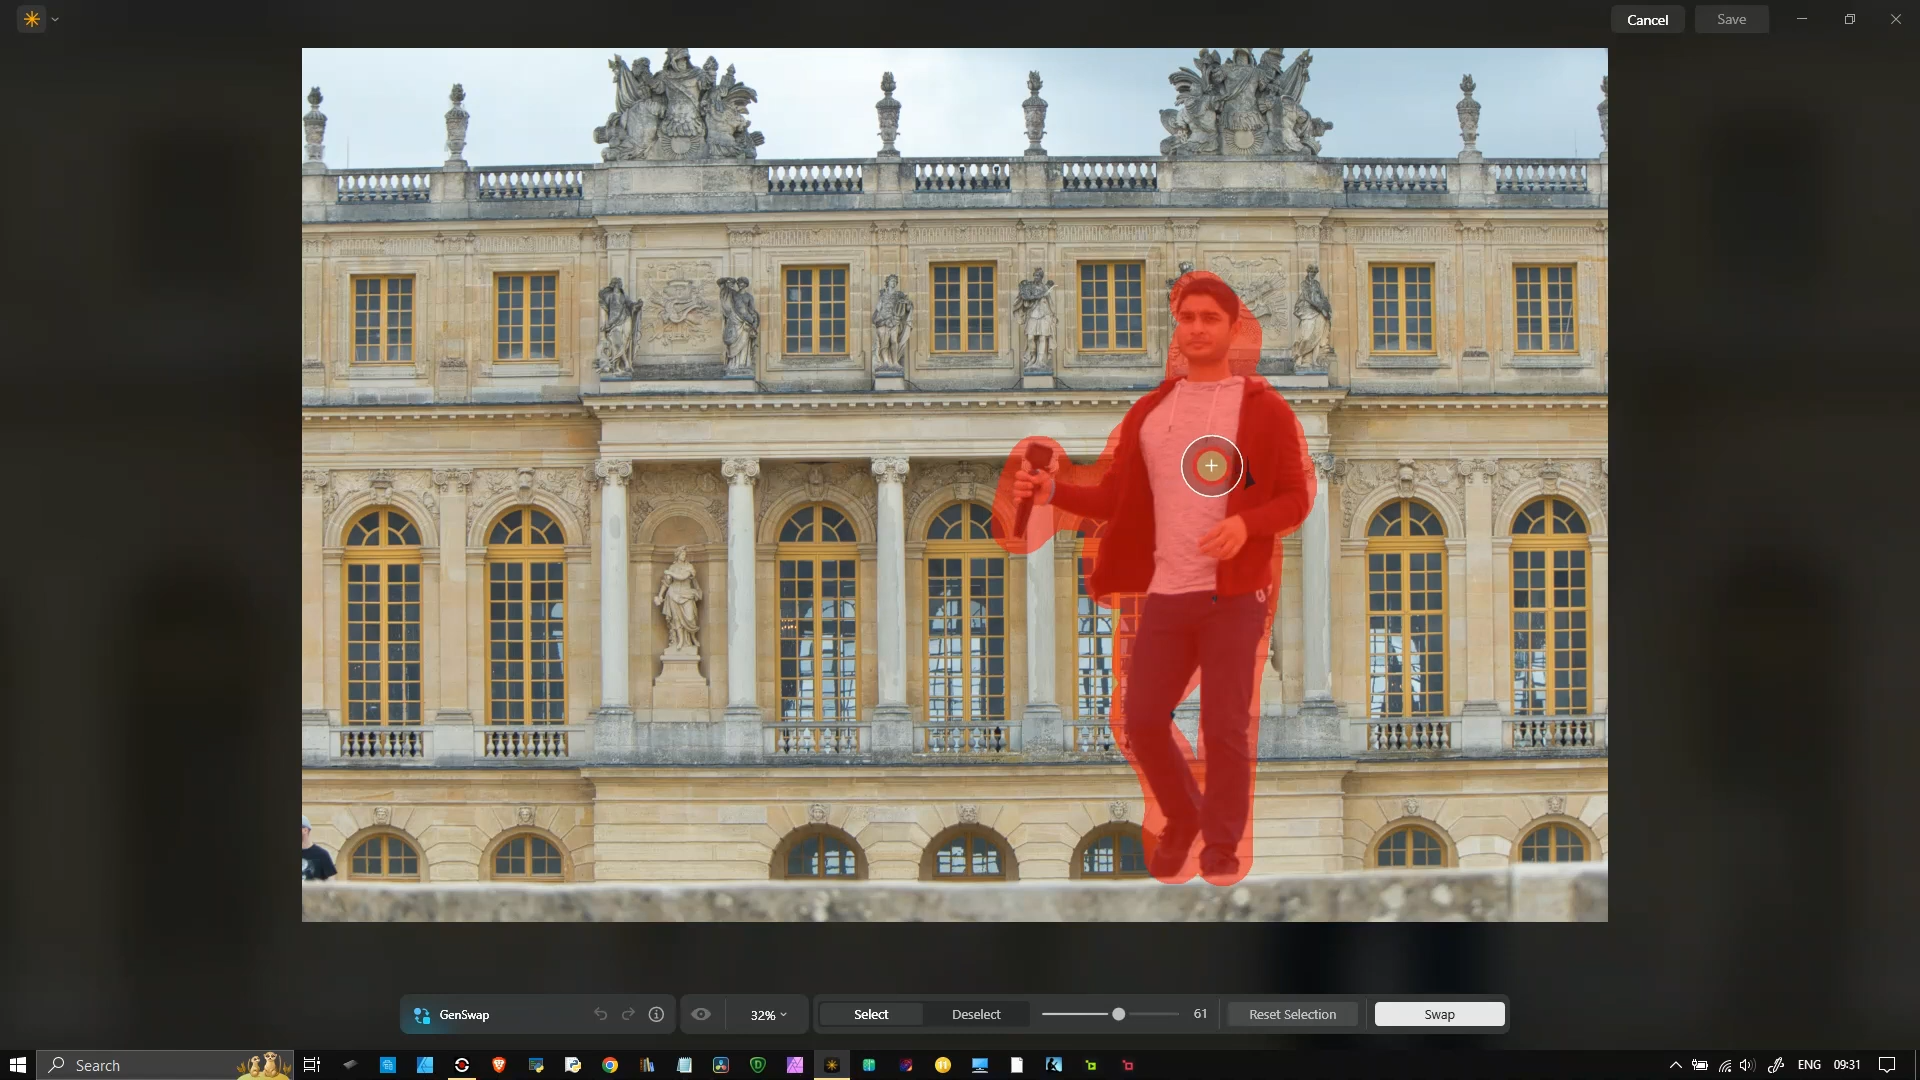 Cancel
Save
GenSwap
32%
Select
Deselect
61
Reset Selection
Swap
Search
ENG
09:31